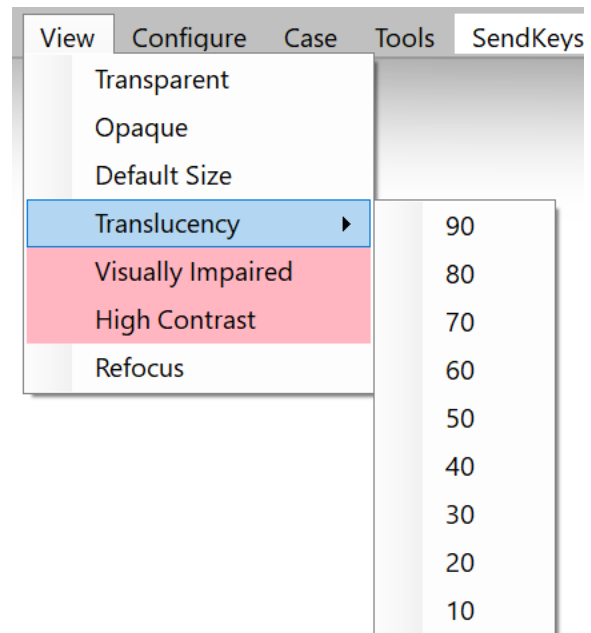 View Configure Case Tools SendKeys
Transparent
Opaque
Default Size
Translucency
Visually Impaired
High Contrast
Refocus
90
80
70
60
50
40
30
20
10